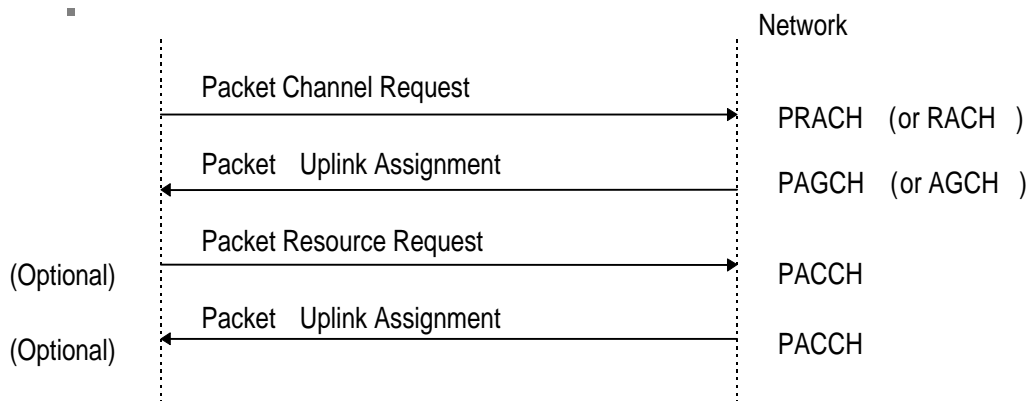 Network
Packet Channel Request
PRACH (or RACH )
Packet Uplink Assignment
PAGCH (or AGCH )
Packet Resource Request
(Optional)
PACCH
Packet Uplink Assignment
(Optional)
PACCH